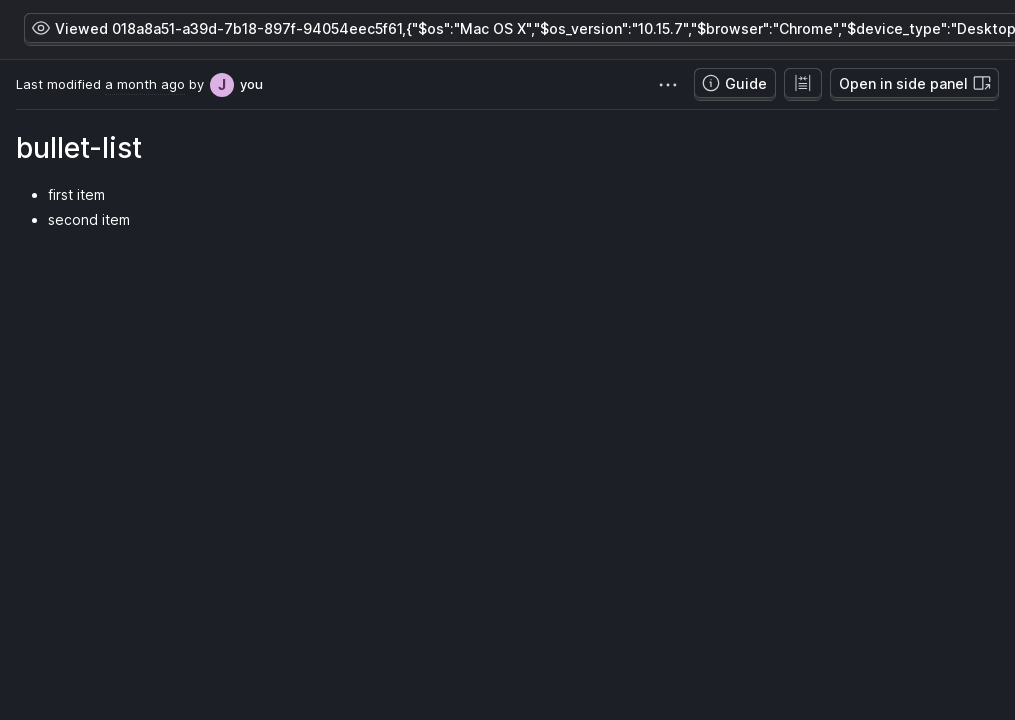 Viewed 018a8a51-a39d-7b18-897f-94054eec5f61,{"$os":"Mac OS X","$os_version":"10.15.7","$browser":"Chrome","$device_type":"Desktop
Last modified a month ago by J you
Guide
Open in side panel
bullet-list
first item
second item